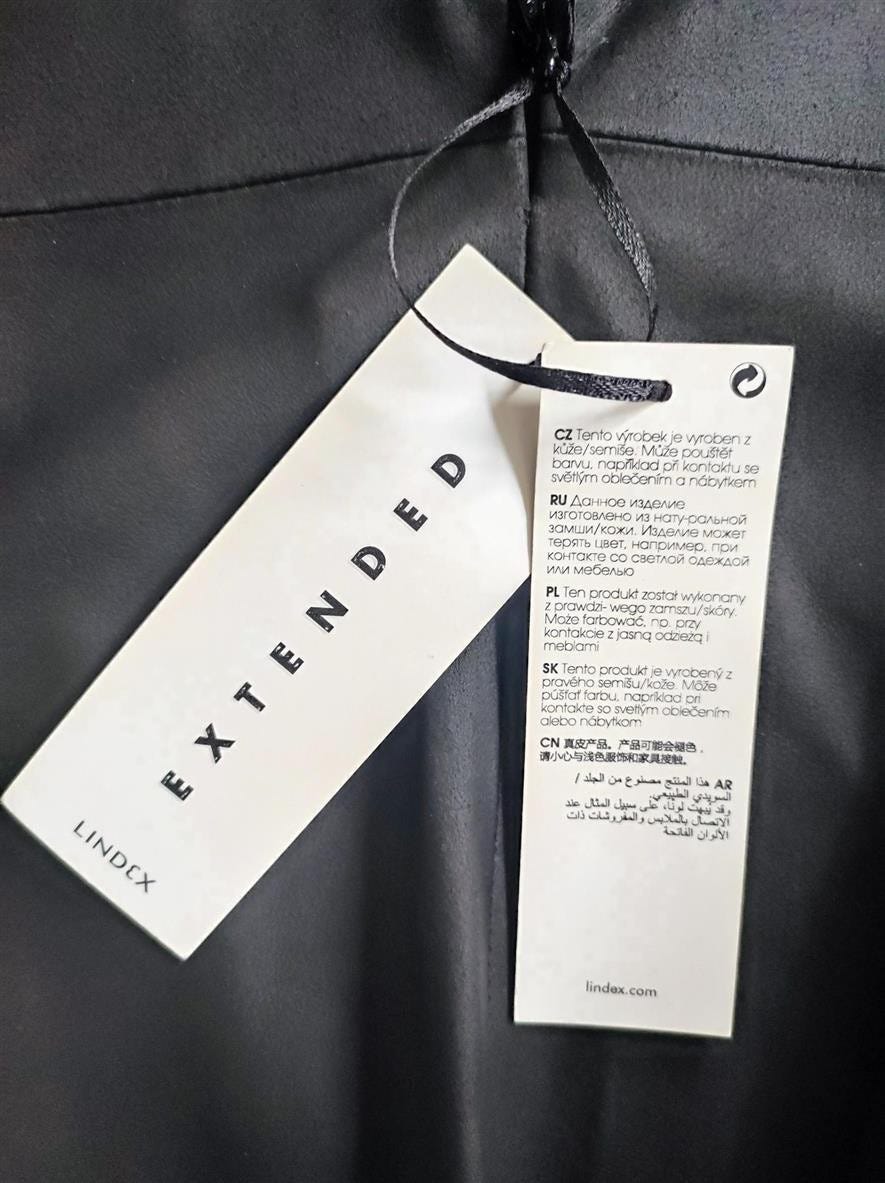 EXTENDED
LINDEX
CZ Tento výrobek je vyroben z
kůže/semiše. Může pouštět
barvu, například při kontaktu se
světlým oblečením a nábytkem
RU Данное изделие
изготовлено из нату-ральной
замши/кожи. Изделие может
терять цвет, например, при
контакте со светлой одеждой
или мебелью
PL Ten produkt został wykonany
z prawdzi- wego zamszu/skóry.
Może farbować, np. przy
kontakcie z jasną odzieżą i
meblami
SK Tento produkt je vyrobený z
pravého semišu/kože. Môže
púšťať farbu, napríklad pri
kontakte so svetlým oblečením
alebo nábytkom
CN 真皮产品。产品可能会褪色，
请小心与浅色服饰和家具接触。
AR هذا المنتج مصنوع من الجلد /
السويدي الطبيعي.
وقد يبهت لونًا، على سبيل المثال عند
الاتصال بالملابس والمفروشات ذات
الألوان الفاتحة
lindex.com